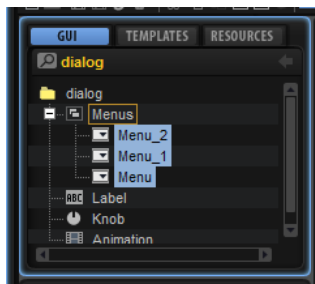 GUI TEMPLATES RESOURCES
dialog
dialog
Menus
Menu_2
Menu_1
Menu
ABC Label
Knob
Animation